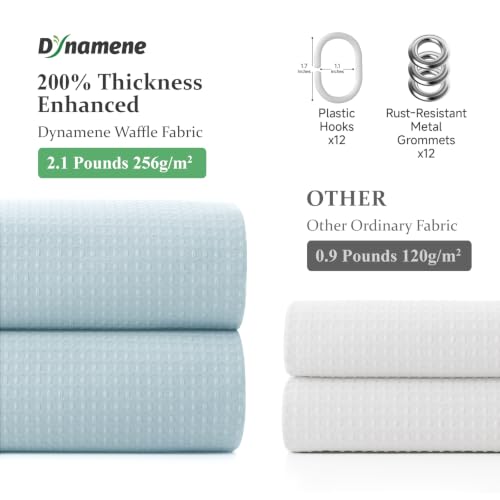 Dynamene
200% Thickness
Enhanced
Dynamene Waffle Fabric
2.1 Pounds 256g/m²
1.7
Inches
1.1
Inches
Plastic
Hooks
x12
Rust-Resistant
Metal
Grommets
x12
OTHER
Other Ordinary Fabric
0.9 Pounds 120g/m²